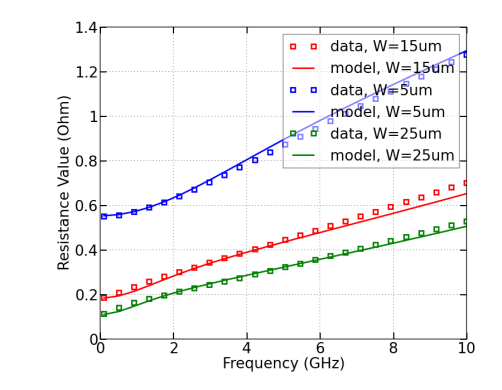 1.4
1.2
1
0.8
0.6
0.4
0.2
0
Resistance Value (Ohm)
data, W=15um
model, W=15um
data, W=5um
model, W=5um
data, W=25um
model, W=25um
0 2 4 6 8 10
Frequency (GHz)